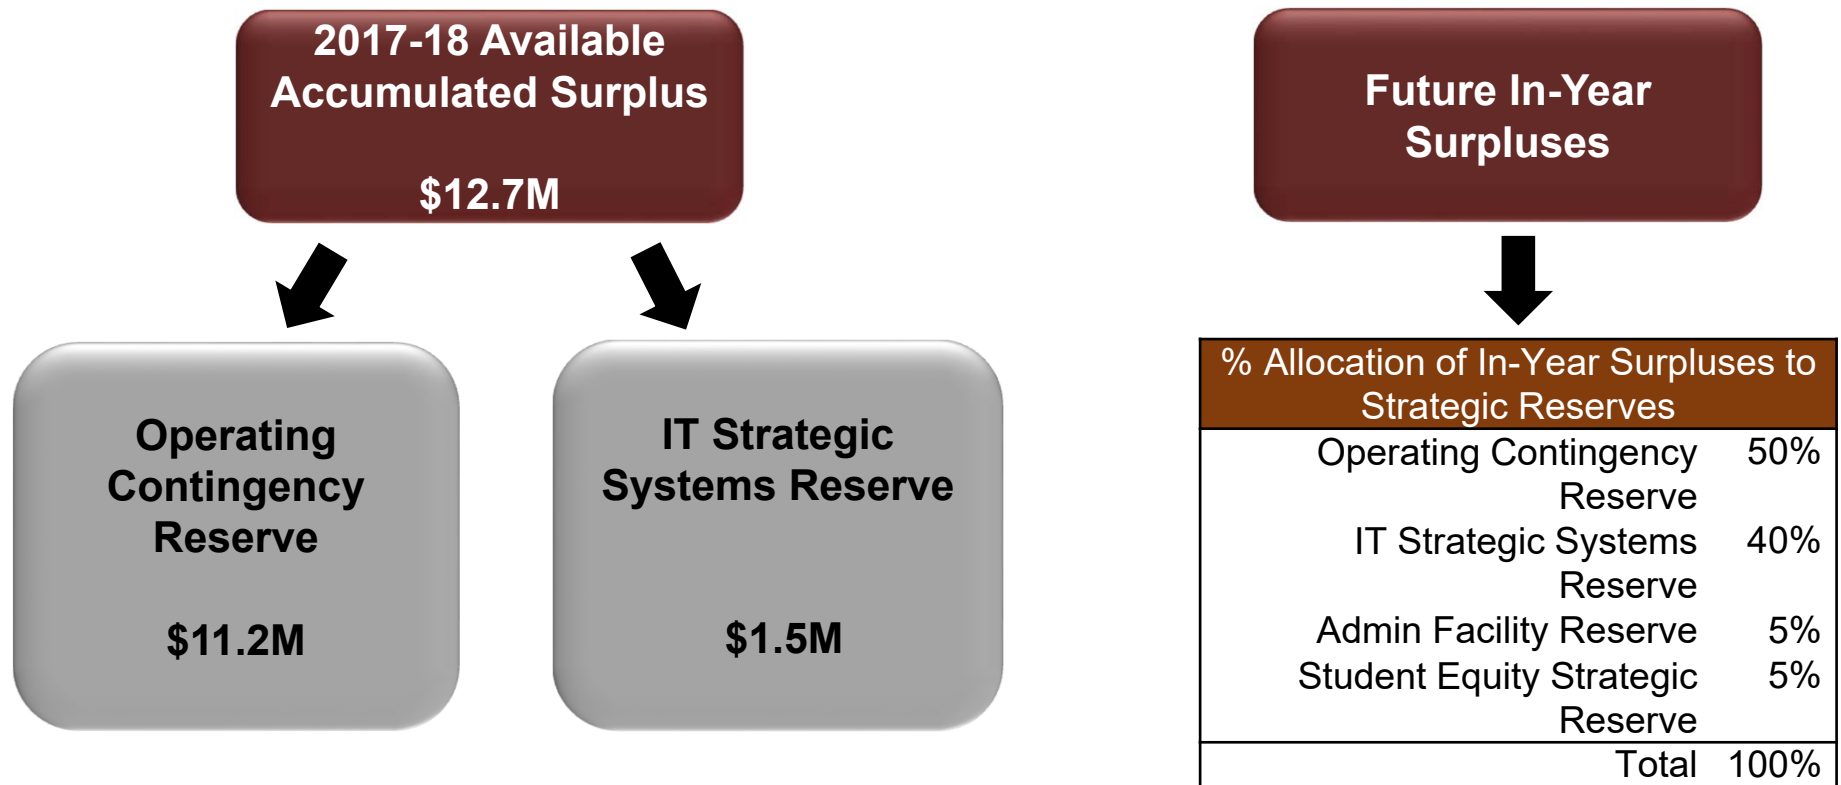 2017-18 Available
Accumulated Surplus
$12.7M
Operating
Contingency
Reserve
$11.2M
IT Strategic
Systems Reserve
$1.5M
Future In-Year
Surpluses
% Allocation of In-Year Surpluses to
Strategic Reserves
Operating Contingency 50%
Reserve
IT Strategic Systems 40%
Reserve
Admin Facility Reserve 5%
Student Equity Strategic 5%
Reserve
Total 100%